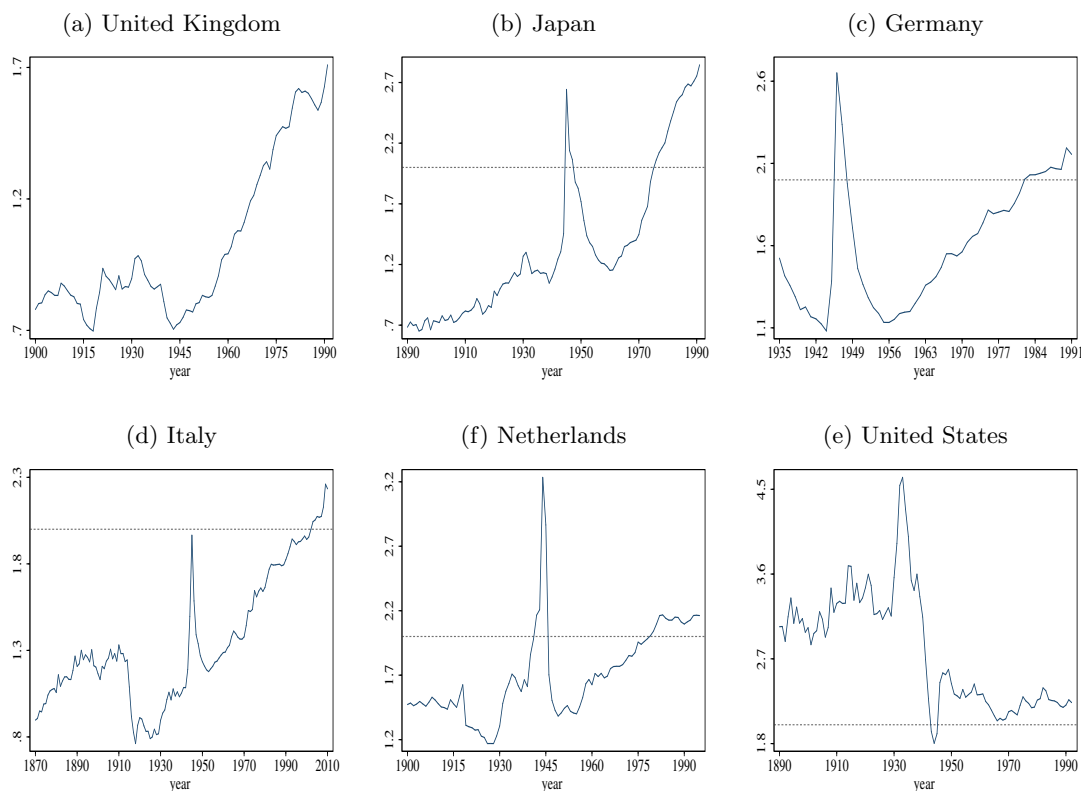 (a) United Kingdom
1.7
1.2
.7
1900 1915 1930 1945 1960 1975 1990
year
(b) Japan
2.7
2.2
1.7
1.2
.7
1890 1910 1930 1950 1970 1990
year
(c) Germany
2.6
2.1
1.6
1.1
1935 1942 1949 1956 1963 1970 1977 1984 1991
year
(d) Italy
2.3
1.8
1.3
.8
1870 1890 1910 1930 1950 1970 1990 2010
year
(f) Netherlands
3.2
2.7
2.2
1.7
1.2
1900 1915 1930 1945 1960 1975 1990
year
(e) United States
4.5
3.6
2.7
1.8
1890 1910 1930 1950 1970 1990
year